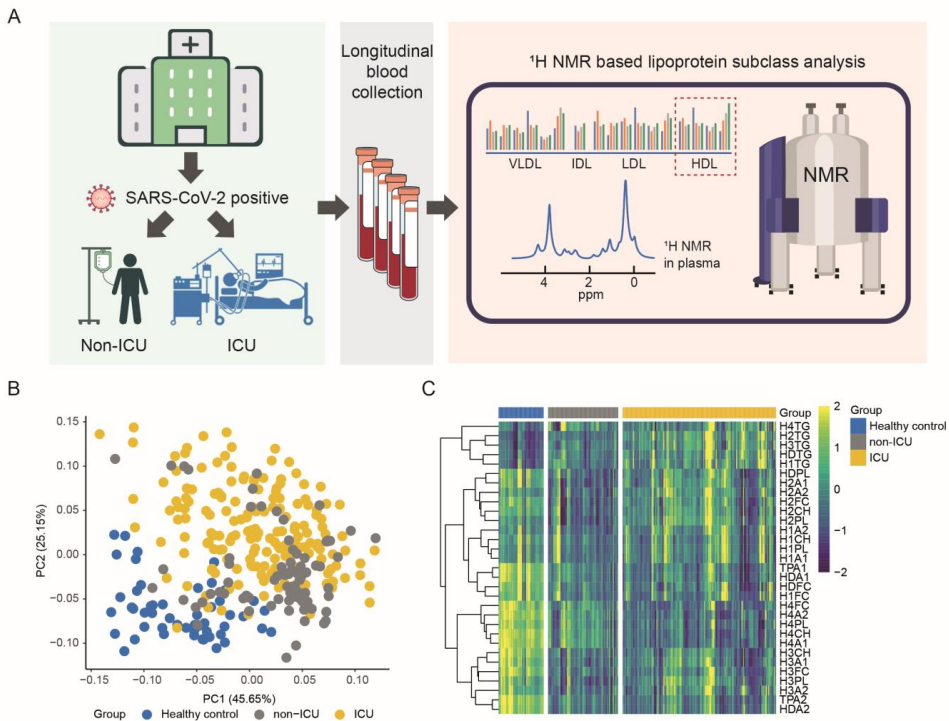 A
Longitudinal
blood
collection
¹H NMR based lipoprotein subclass analysis
VLDL IDL LDL HDL
NMR
SARS-CoV-2 positive
¹H NMR
in plasma
4 2 0
ppm
Non-ICU ICU
B
0.15
0.10
0.05
0.00
−0.05
−0.10
PC2 (25.15%)
−0.15 −0.10 −0.05 0.00 0.05 0.10
PC1 (45.65%)
Group Healthy control non−ICU ICU
C
Group
H4TG
H2TG
H3TG
HDTG
H1TG
HDPL
H2A1
H2A2
H2FC
H2CH
H2PL
H1A2
H1CH
H1PL
H1A1
TPA1
HDA1
HDFC
H1FC
H4FC
H4A2
H4PL
H4CH
H4A1
H3CH
H3A1
H3FC
H3PL
H3A2
TPA2
HDA2
2
1
0
−1
−2
Group
Healthy control
non-ICU
ICU